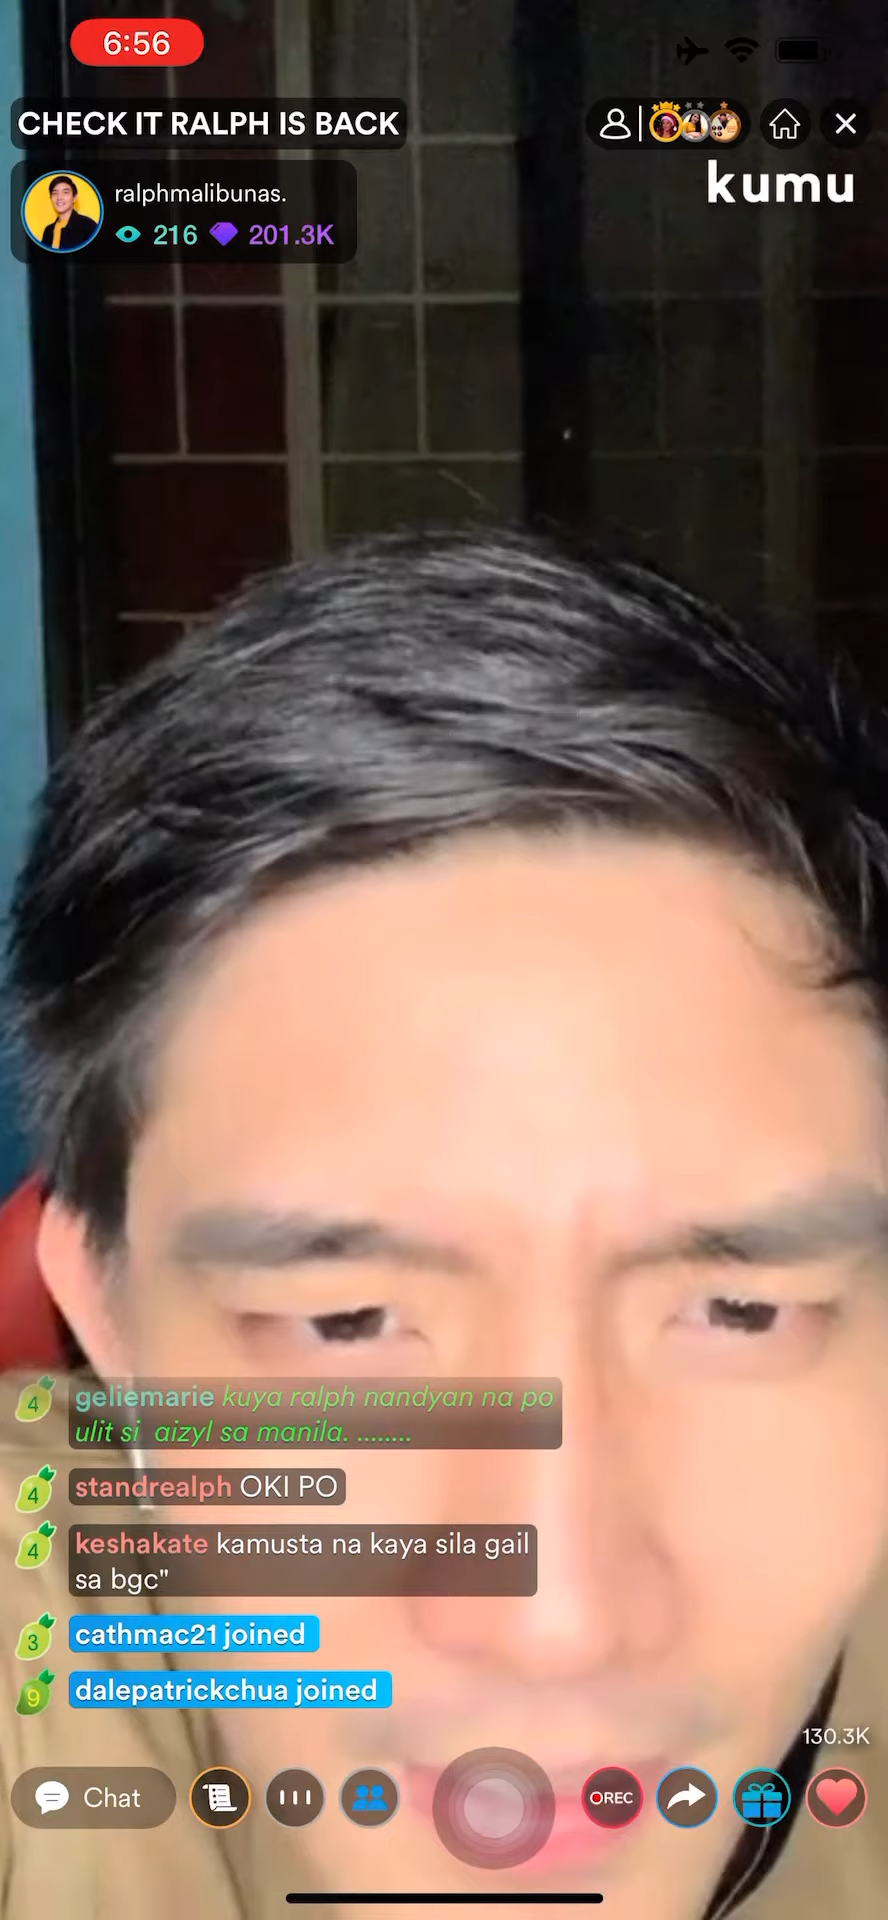 6:56
CHECK IT RALPH IS BACK
kumu
ralphmalibunas.
216 201.3K
4 geliemarie kuya ralph nandyan na po
ulit si aizyl sa manila. ........
4 standrealph OKI PO
4 keshakate kamusta na kaya sila gail
sa bgc"
3 cathmac21 joined
9 dalepatrickchua joined
130.3K
Chat
REC